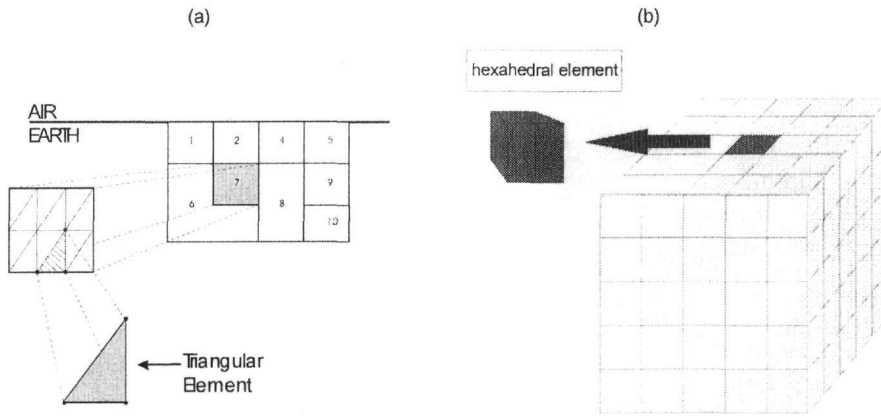 (a)
(b)
hexahedral element
AIR
EARTH
1 2 4 5
7 9
6 8
10
Triangular
Element